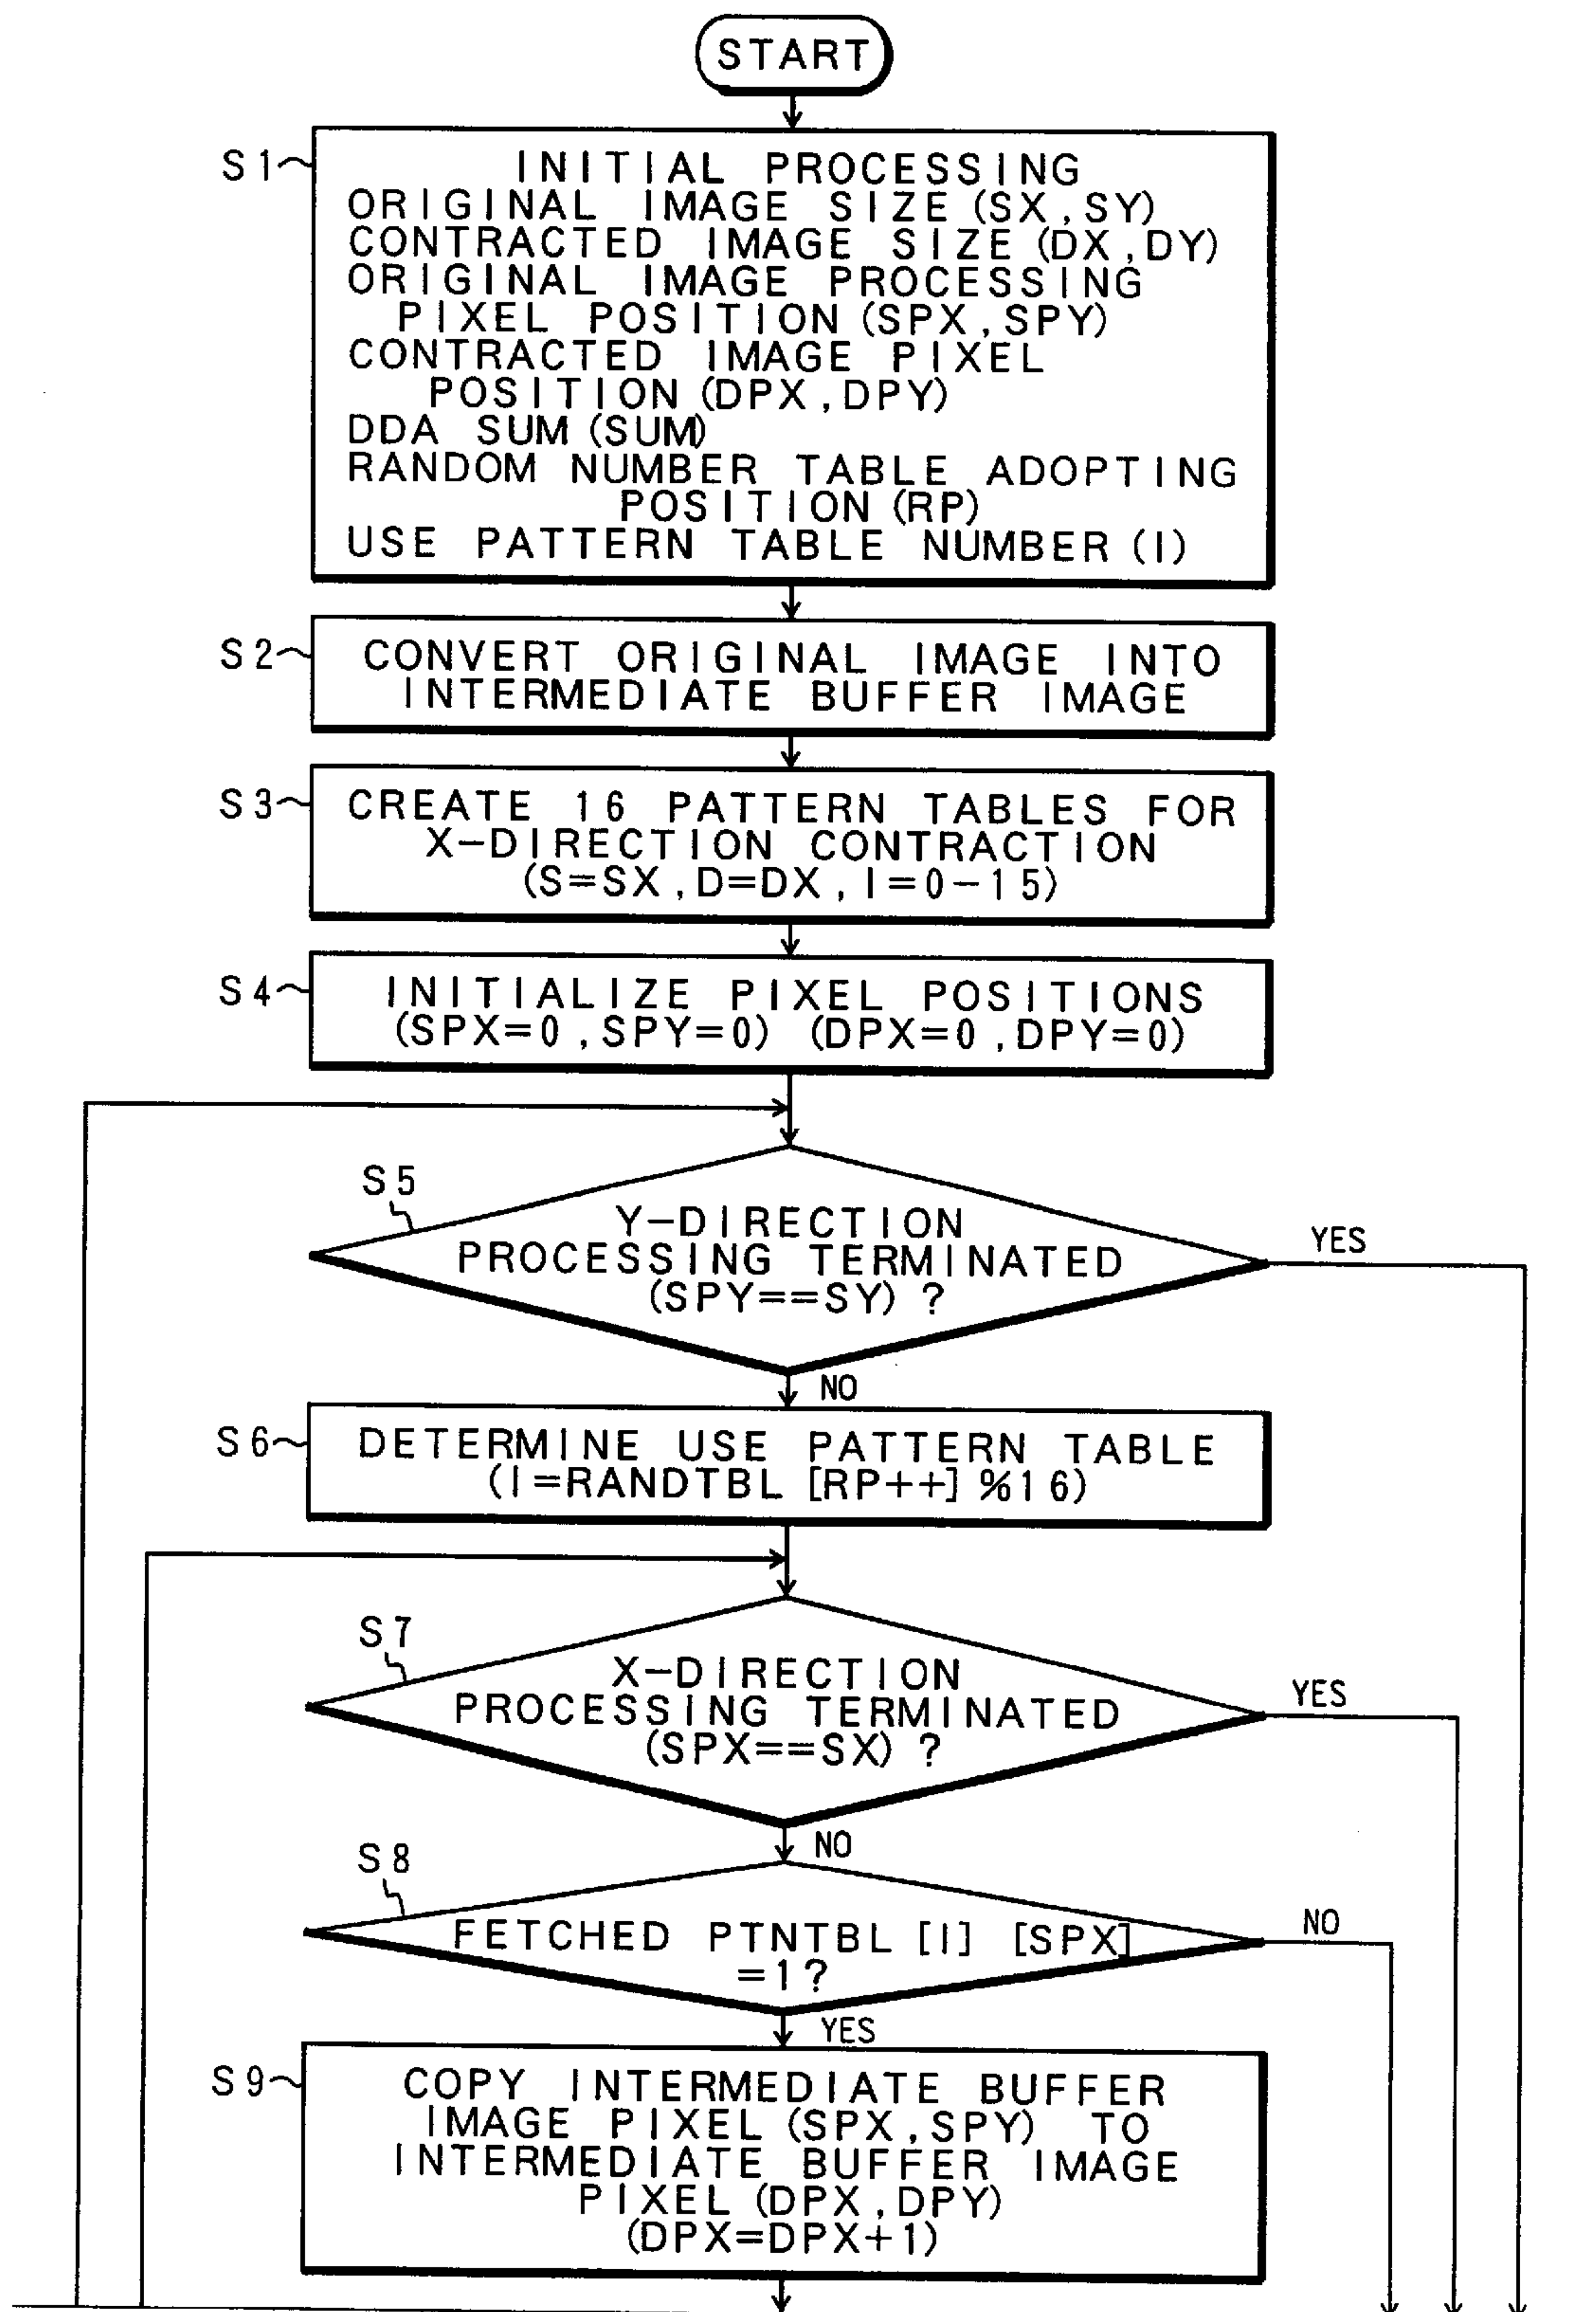 START
S1
INITIAL PROCESSING
ORIGINAL IMAGE SIZE (SX,SY)
CONTRACTED IMAGE SIZE (DX,DY)
ORIGINAL IMAGE PROCESSING
PIXEL POSITION (SPX,SPY)
CONTRACTED IMAGE PIXEL
POSITION (DPX,DPY)
DDA SUM (SUM)
RANDOM NUMBER TABLE ADOPTING
POSITION (RP)
USE PATTERN TABLE NUMBER (I)
S2
CONVERT ORIGINAL IMAGE INTO
INTERMEDIATE BUFFER IMAGE
S3
CREATE 16 PATTERN TABLES FOR
X-DIRECTION CONTRACTION
(S=SX,D=DX,I=0-15)
S4
INITIALIZE PIXEL POSITIONS
(SPX=0,SPY=0) (DPX=0,DPY=0)
S5
Y-DIRECTION
PROCESSING TERMINATED
(SPY==SY) ?
YES
NO
S6
DETERMINE USE PATTERN TABLE
(I=RANDTBL [RP++] %16)
S7
X-DIRECTION
PROCESSING TERMINATED
(SPX==SX) ?
YES
NO
S8
FETCHED PTNTBL [I] [SPX]
=1?
NO
YES
S9
COPY INTERMEDIATE BUFFER
IMAGE PIXEL (SPX,SPY) TO
INTERMEDIATE BUFFER IMAGE
PIXEL (DPX,DPY)
(DPX=DPX+1)